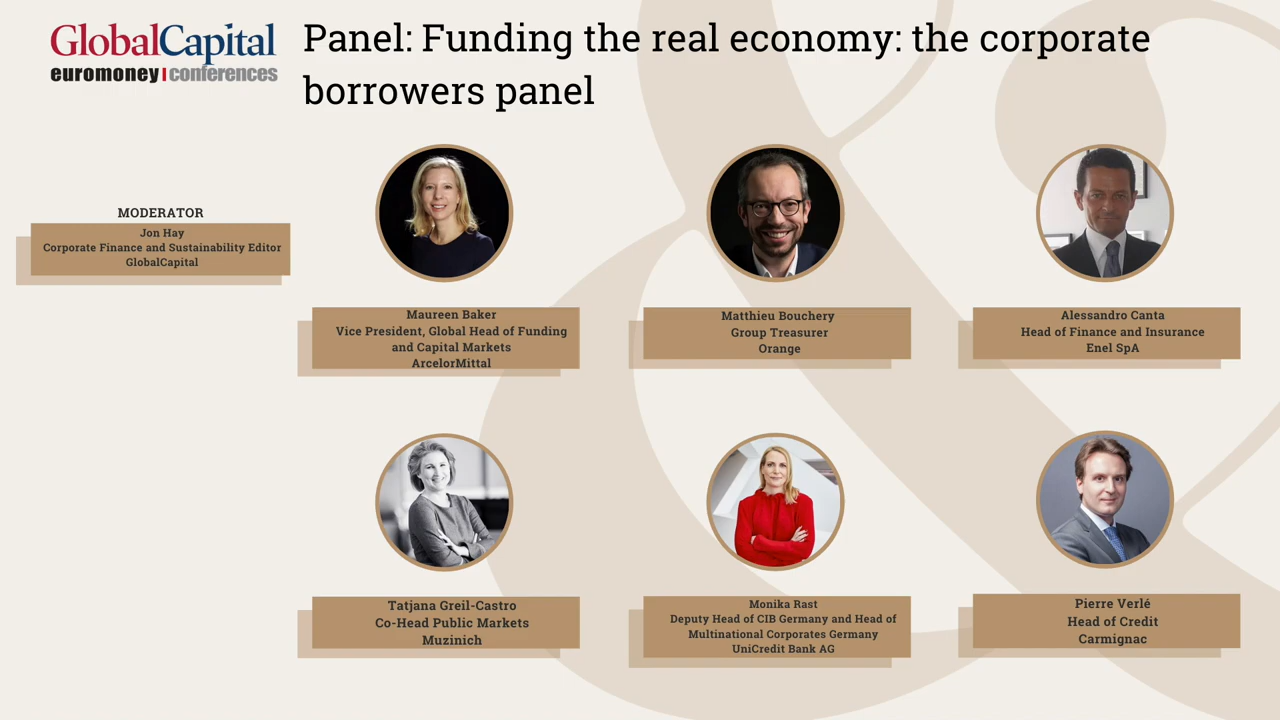 GlobalCapital
euromoney conferences
Panel: Funding the real economy: the corporate
borrowers panel
MODERATOR
Jon Hay
Corporate Finance and Sustainability Editor
GlobalCapital
Maureen Baker
Vice President, Global Head of Funding
and Capital Markets
ArcelorMittal
Matthieu Bouchery
Group Treasurer
Orange
Alessandro Canta
Head of Finance and Insurance
Enel SpA
Tatjana Greil-Castro
Co-Head Public Markets
Muzinich
Monika Rast
Deputy Head of CIB Germany and Head of
Multinational Corporates Germany
UniCredit Bank AG
Pierre Verlé
Head of Credit
Carmignac